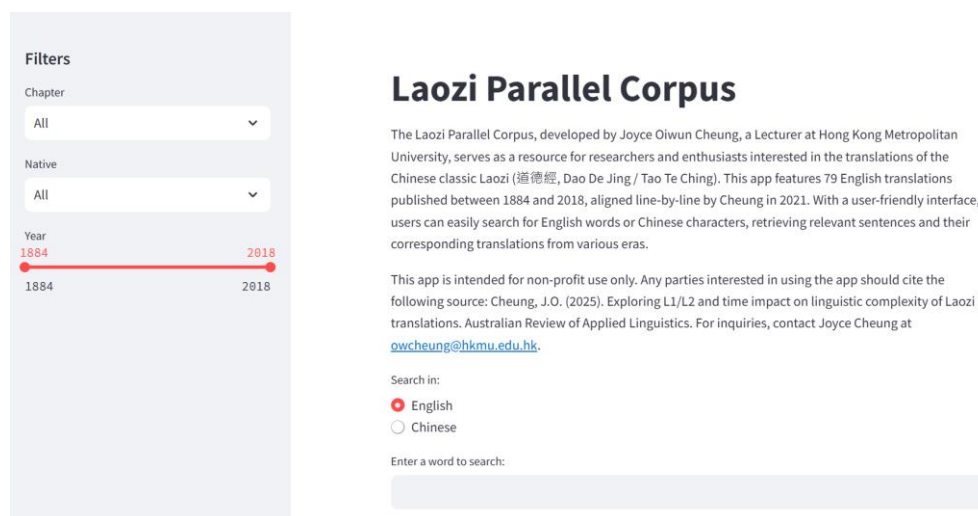 Filters
Chapter
All
Native
All
Year
1884 2018
1884 2018
Laozi Parallel Corpus
The Laozi Parallel Corpus, developed by Joyce Oiwun Cheung, a Lecturer at Hong Kong Metropolitan
University, serves as a resource for researchers and enthusiasts interested in the translations of the
Chinese classic Laozi (道德經, Dao De Jing / Tao Te Ching). This app features 79 English translations
published between 1884 and 2018, aligned line-by-line by Cheung in 2021. With a user-friendly interface,
users can easily search for English words or Chinese characters, retrieving relevant sentences and their
corresponding translations from various eras.
This app is intended for non-profit use only. Any parties interested in using the app should cite the
following source: Cheung, J.O. (2025). Exploring L1/L2 and time impact on linguistic complexity of Laozi
translations. Australian Review of Applied Linguistics. For inquiries, contact Joyce Cheung at
owcheung@hkmu.edu.hk.
Search in:
English
Chinese
Enter a word to search: